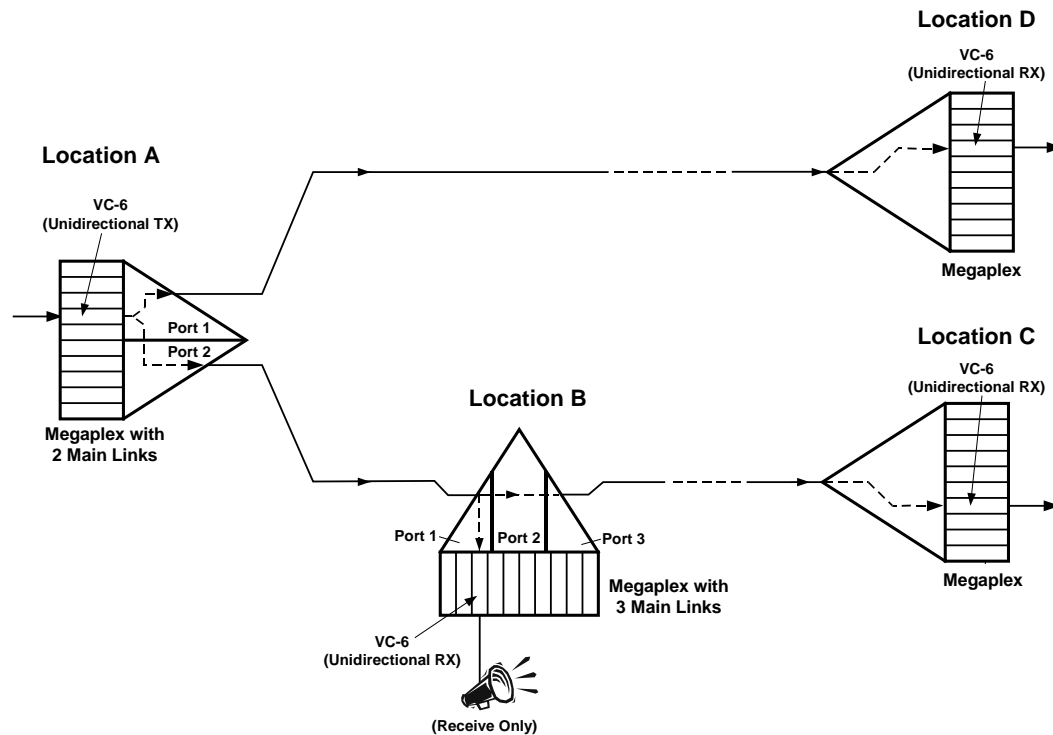 Location D
VC-6
(Unidirectional RX)
Megaplex
Location A
VC-6
(Unidirectional TX)
Port 1
Port 2
Megaplex with
2 Main Links
Location B
Port 1
Port 2
Port 3
Megaplex with
3 Main Links
VC-6
(Unidirectional RX)
(Receive Only)
Location C
VC-6
(Unidirectional RX)
Megaplex